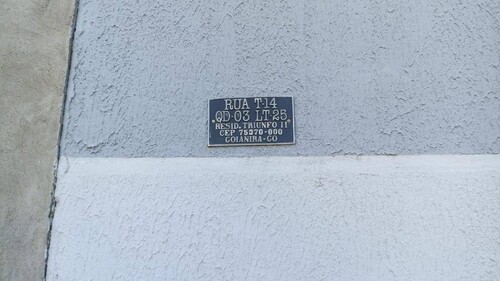 RUA T-14
QD-03 LT-25
RESID. TRIUNFO II
CEP 75370-000
GOIANIRA-GO